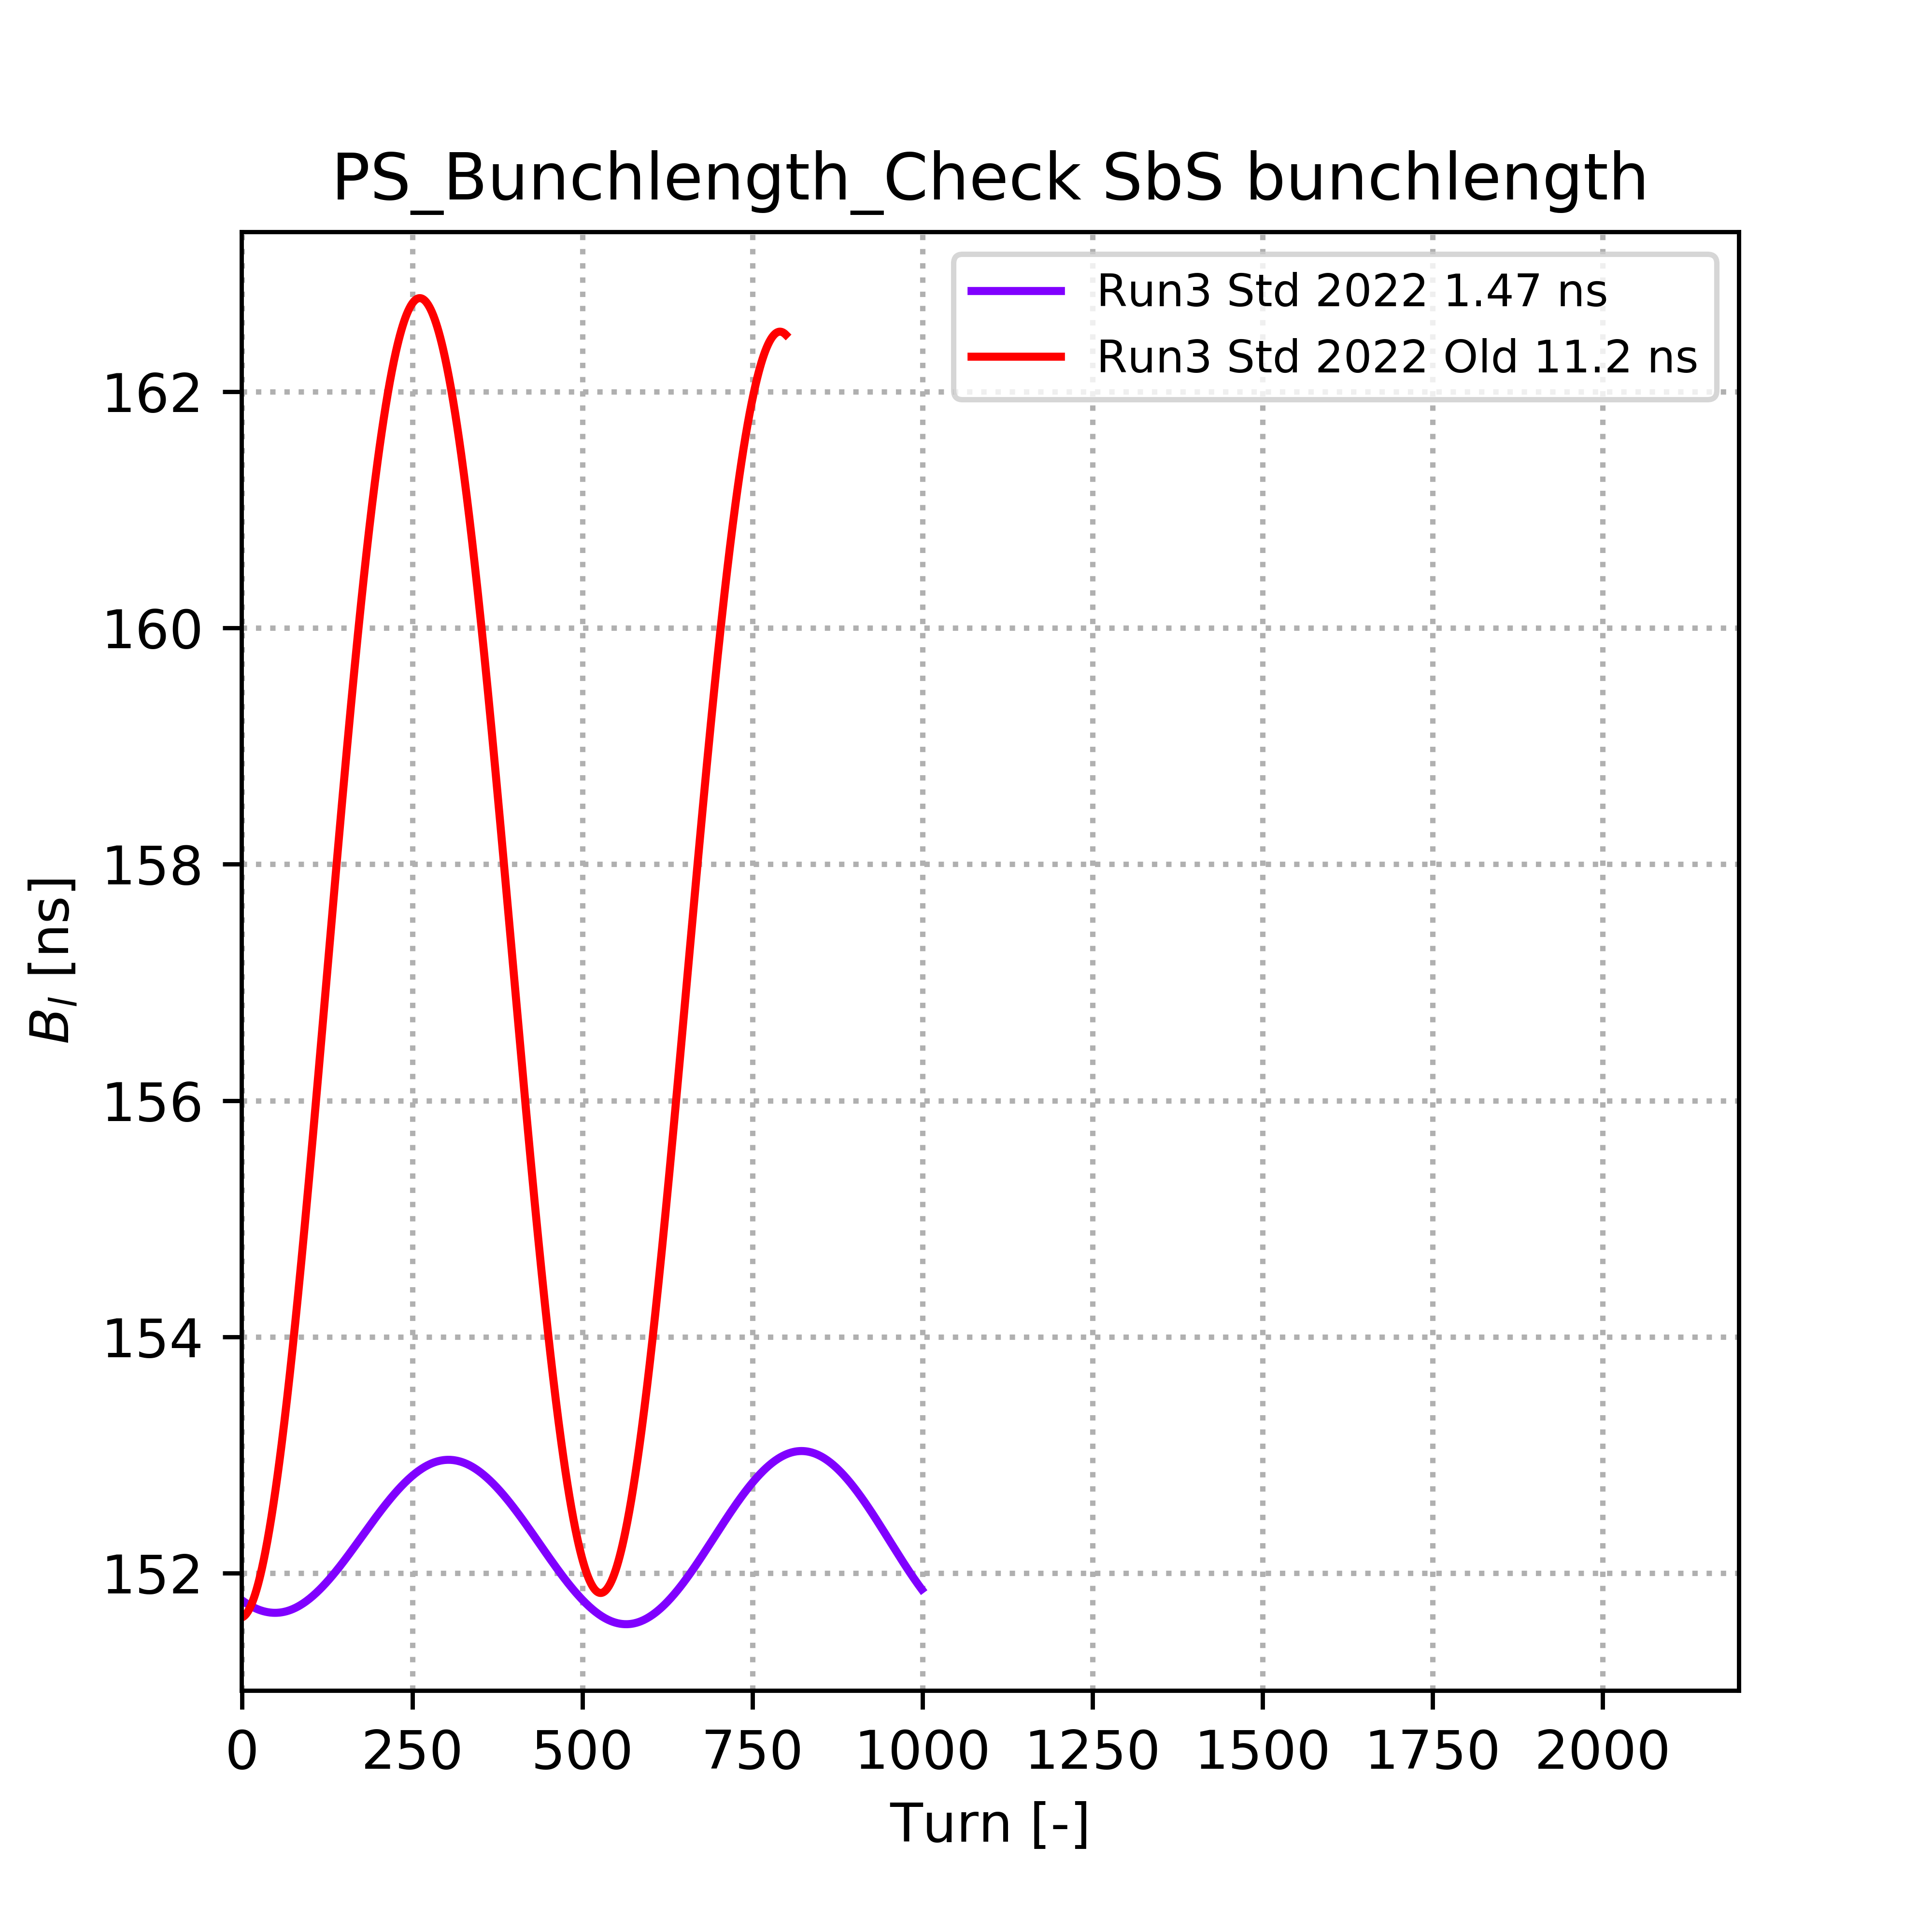 PS_Bunchlength_Check SbS bunchlength
Run3 Std 2022 1.47 ns
Run3 Std 2022 Old 11.2 ns
162
160
158
156
154
152
B_l [ns]
0 250 500 750 1000 1250 1500 1750 2000
Turn [-]